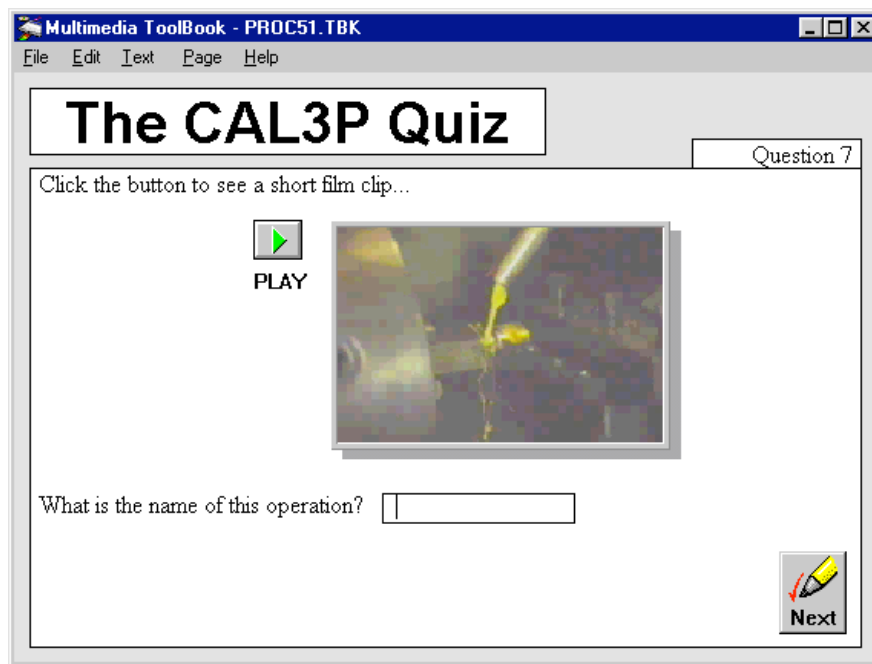 Multimedia ToolBook - PROC51.TBK
File Edit Text Page Help
The CAL3P Quiz
Question 7
Click the button to see a short film clip...
PLAY
What is the name of this operation?
Next